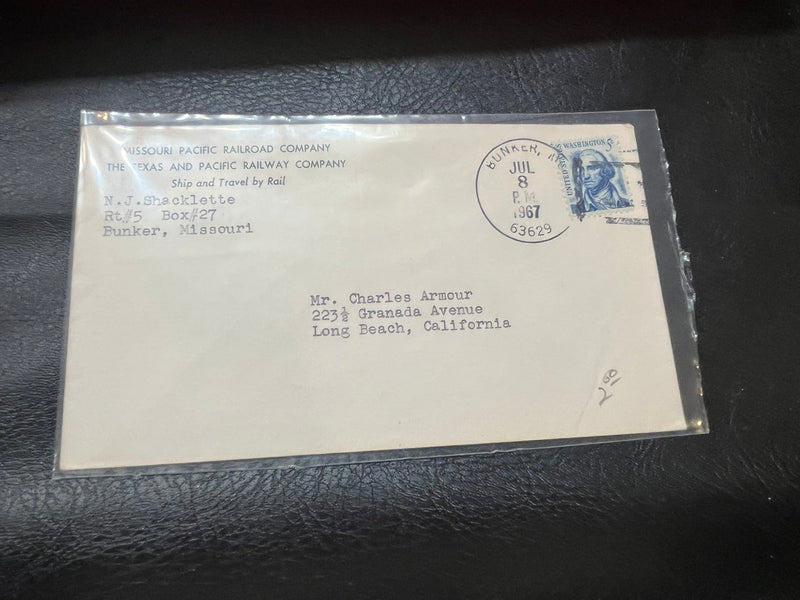 MISSOURI PACIFIC RAILROAD COMPANY
THE TEXAS AND PACIFIC RAILWAY COMPANY
Ship and Travel by Rail
N.J.Shacklette
Rt#5 Box#27
Bunker, Missouri
BUNKER,
JUL
8
P.M.
1967
63629
UNITED STATES
WASHINGTON 5c
Mr. Charles Armour
223½ Granada Avenue
Long Beach, California
2.00